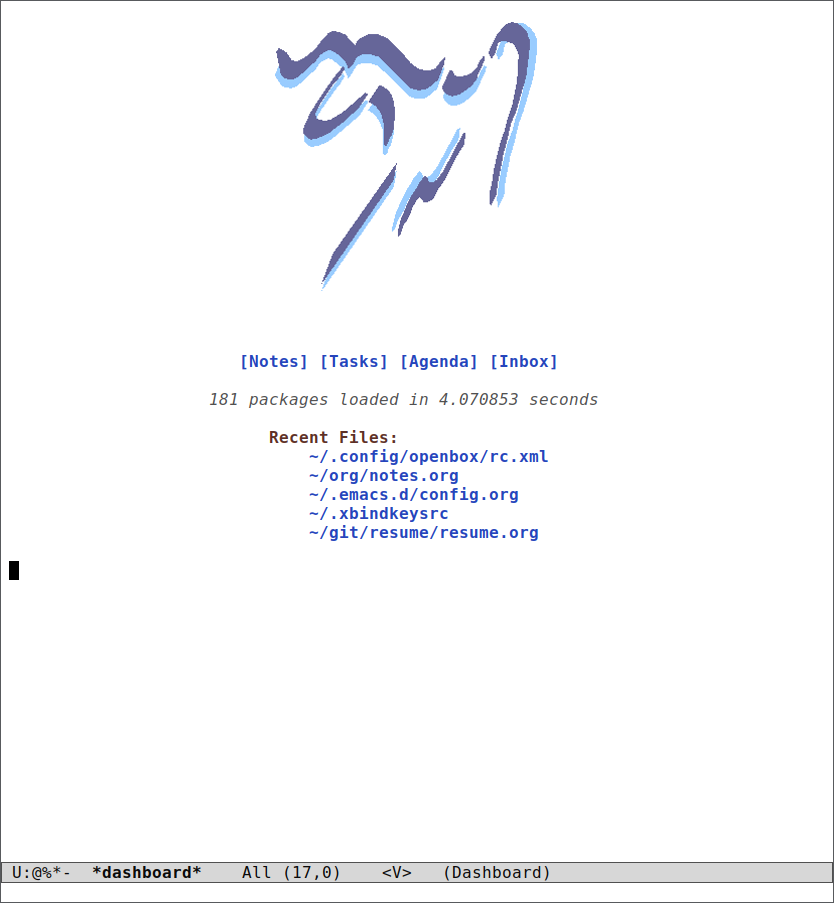 [Notes] [Tasks] [Agenda] [Inbox]
181 packages loaded in 4.070853 seconds
Recent Files:
~/.config/openbox/rc.xml
~/org/notes.org
~/.emacs.d/config.org
~/.xbindkeysrc
~/git/resume/resume.org
U:@%*-  *dashboard*    All (17,0)    <V>   (Dashboard)